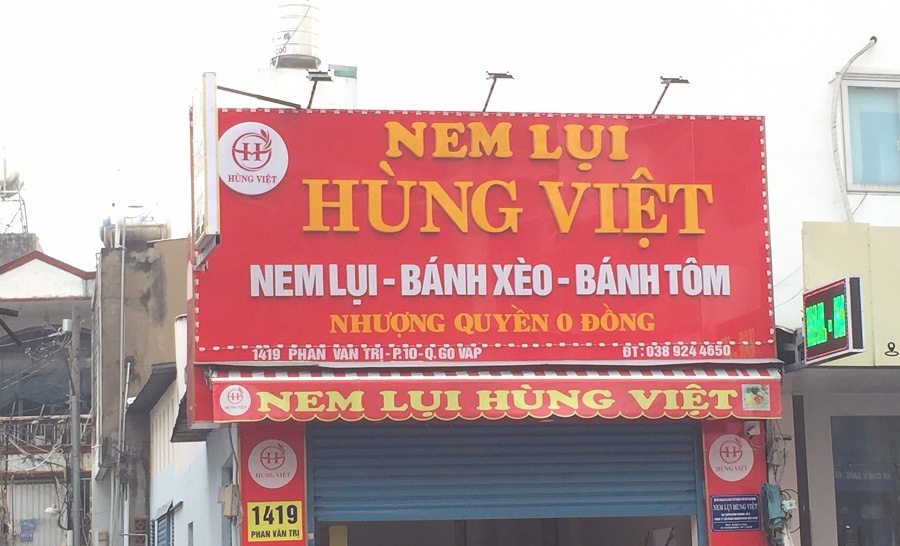 NEM LỤI
HÙNG VIỆT
HÙNG VIỆT
NEM LỤI - BÁNH XÈO - BÁNH TÔM
NHƯỢNG QUYỀN 0 ĐỒNG
1419 PHAN VĂN TRỊ - P.10 - Q.GÒ VẤP ĐT: 038 924 4650
NEM LỤI HÙNG VIỆT
HÙNG VIỆT
HÙNG VIỆT
1419
PHAN VĂN TRỊ
NEM LỤI HÙNG VIỆT